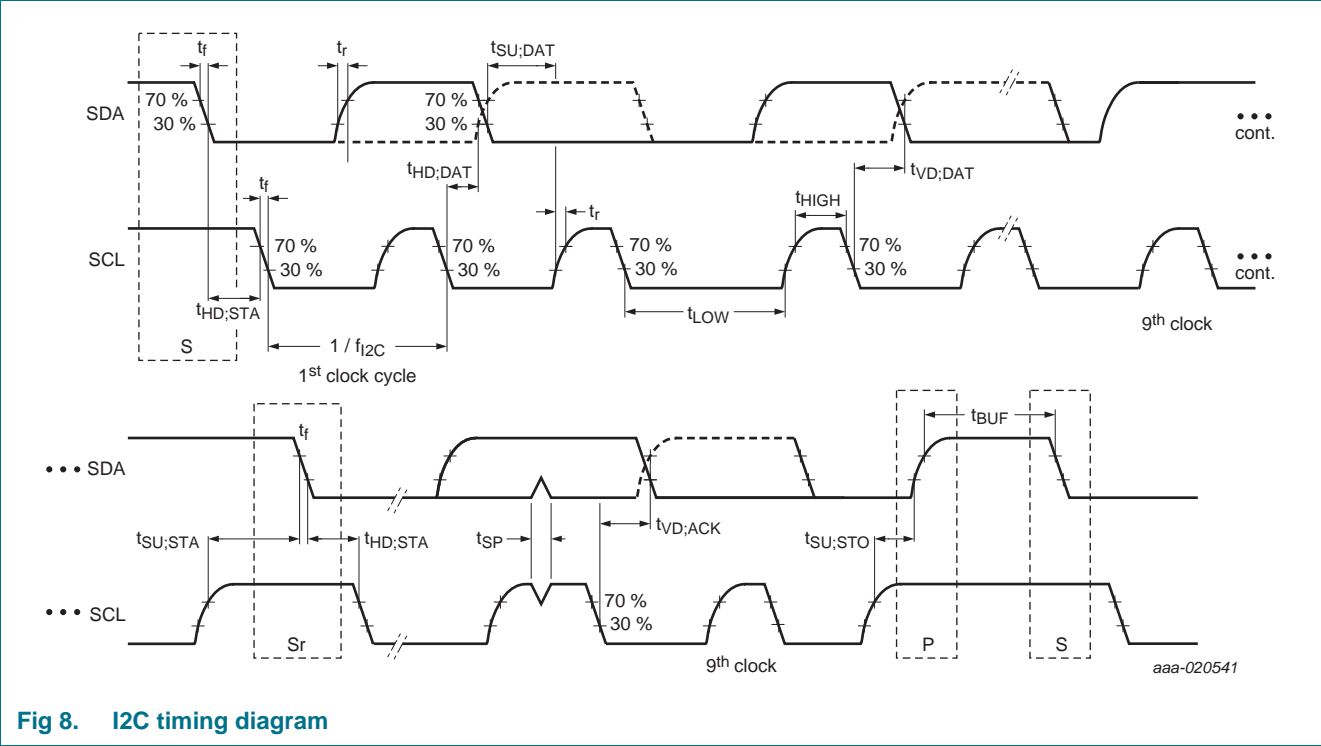 tf
tr
tSU;DAT
SDA
70 %
30 %
70 %
30 %
cont.
tHD;DAT
tVD;DAT
tf
tr
tHIGH
SCL
70 %
30 %
70 %
30 %
70 %
30 %
70 %
30 %
cont.
tHD;STA
tLOW
9th clock
S
1 / fI2C
1st clock cycle
tf
tBUF
••• SDA
tSU;STA
tHD;STA
tSP
tVD;ACK
tSU;STO
••• SCL
70 %
30 %
Sr
9th clock
P
S
aaa-020541
Fig 8. I2C timing diagram